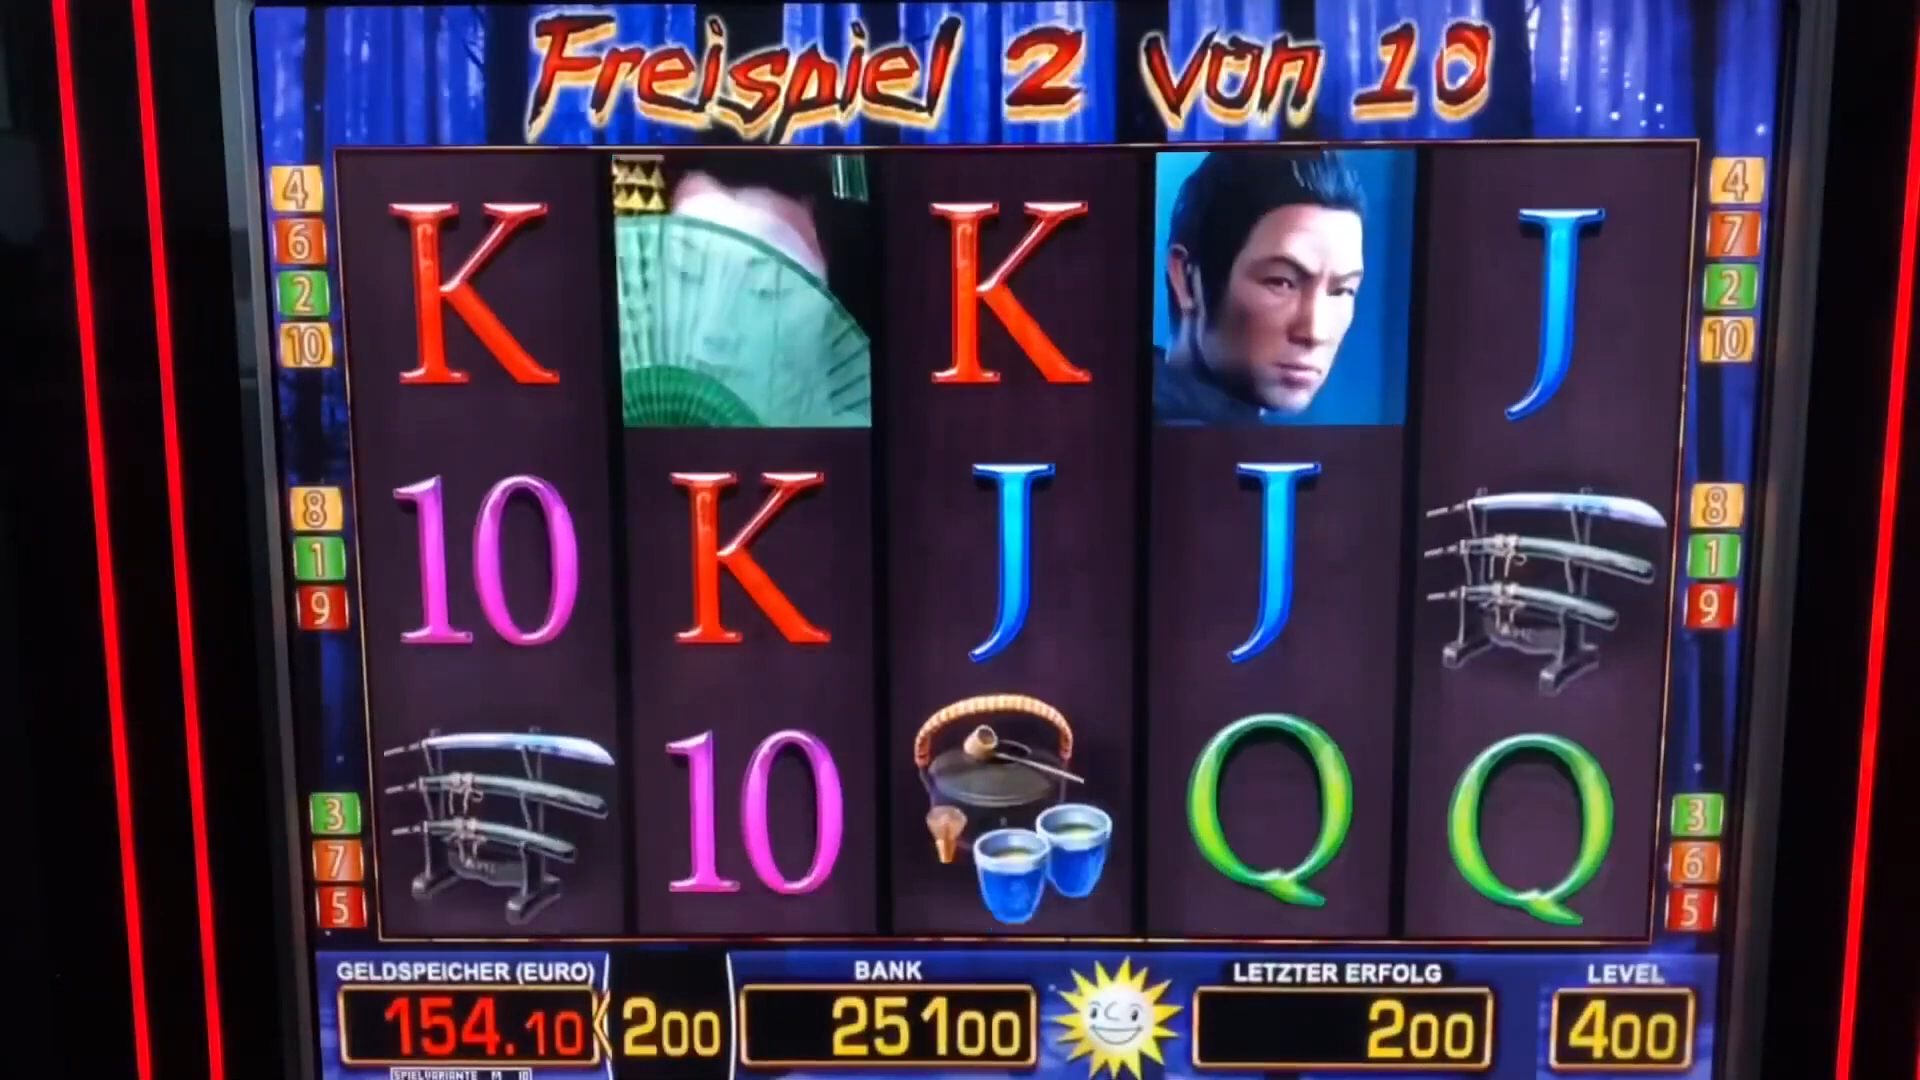 Freispiel 2 von 10
4 4
6 K K J 7
2 2
10 10
8 10 K J J 8
1 1
9 9
3 10 Q Q 3
7 6
5 5
GELDSPEICHER (EURO) BANK LETZTER ERFOLG LEVEL
154.10 200 25100 200 400
SPIELVARIANTE M 10